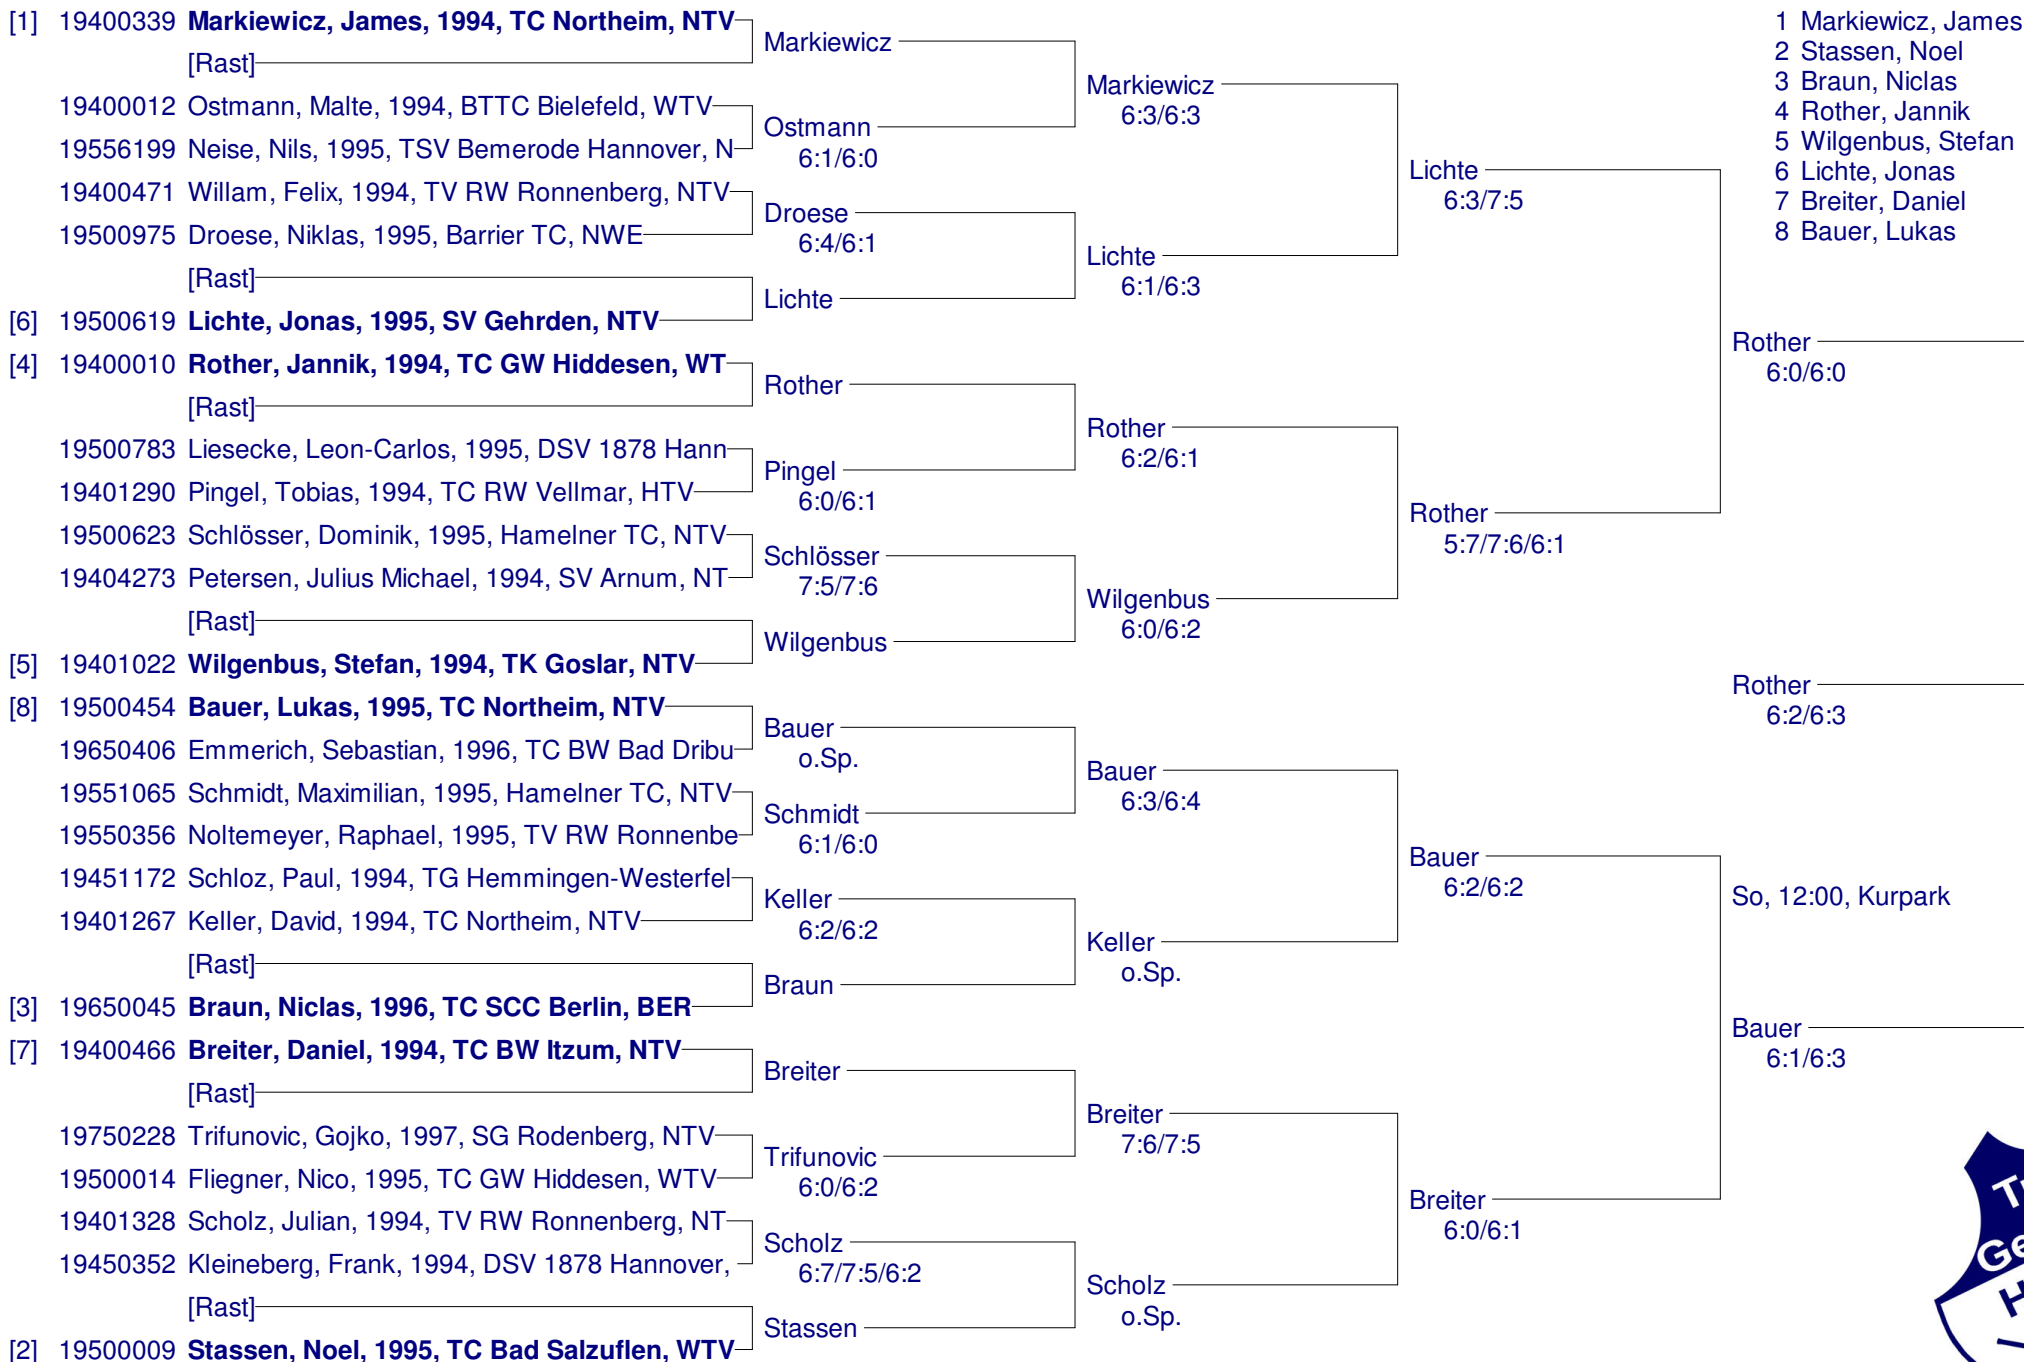 [1] 19400339 Markiewicz, James, 1994, TC Northeim, NTV
[Rast]
19400012 Ostmann, Malte, 1994, BTTC Bielefeld, WTV
19556199 Neise, Nils, 1995, TSV Bemerode Hannover, N
19400471 Willam, Felix, 1994, TV RW Ronnenberg, NTV
19500975 Droese, Niklas, 1995, Barrier TC, NWE
[Rast]
[6] 19500619 Lichte, Jonas, 1995, SV Gehrden, NTV
[4] 19400010 Rother, Jannik, 1994, TC GW Hiddesen, WT
[Rast]
19500783 Liesecke, Leon-Carlos, 1995, DSV 1878 Hann
19401290 Pingel, Tobias, 1994, TC RW Vellmar, HTV
19500623 Schlösser, Dominik, 1995, Hamelner TC, NTV
19404273 Petersen, Julius Michael, 1994, SV Arnum, NT
[Rast]
[5] 19401022 Wilgenbus, Stefan, 1994, TK Goslar, NTV
[8] 19500454 Bauer, Lukas, 1995, TC Northeim, NTV
19650406 Emmerich, Sebastian, 1996, TC BW Bad Dribu
19551065 Schmidt, Maximilian, 1995, Hamelner TC, NTV
19550356 Noltemeyer, Raphael, 1995, TV RW Ronnenbe
19451172 Schloz, Paul, 1994, TG Hemmingen-Westerfel
19401267 Keller, David, 1994, TC Northeim, NTV
[Rast]
[3] 19650045 Braun, Niclas, 1996, TC SCC Berlin, BER
[7] 19400466 Breiter, Daniel, 1994, TC BW Itzum, NTV
[Rast]
19750228 Trifunovic, Gojko, 1997, SG Rodenberg, NTV
19500014 Fliegner, Nico, 1995, TC GW Hiddesen, WTV
19401328 Scholz, Julian, 1994, TV RW Ronnenberg, NT
19450352 Kleineberg, Frank, 1994, DSV 1878 Hannover,
[Rast]
[2] 19500009 Stassen, Noel, 1995, TC Bad Salzuflen, WTV
Markiewicz
Ostmann
6:1/6:0
Droese
6:4/6:1
Lichte
Rother
Pingel
6:0/6:1
Schlösser
7:5/7:6
Wilgenbus
Bauer
o.Sp.
Schmidt
6:1/6:0
Keller
6:2/6:2
Braun
Breiter
Trifunovic
6:0/6:2
Scholz
6:7/7:5/6:2
Stassen
Markiewicz
6:3/6:3
Lichte
6:1/6:3
Rother
6:2/6:1
Wilgenbus
6:0/6:2
Bauer
6:3/6:4
Keller
o.Sp.
Breiter
7:6/7:5
Scholz
o.Sp.
Lichte
6:3/7:5
Rother
5:7/7:6/6:1
Bauer
6:2/6:2
Breiter
6:0/6:1
Rother
6:0/6:0
Rother
6:2/6:3
So, 12:00, Kurpark
Bauer
6:1/6:3
1 Markiewicz, James
2 Stassen, Noel
3 Braun, Niclas
4 Rother, Jannik
5 Wilgenbus, Stefan
6 Lichte, Jonas
7 Breiter, Daniel
8 Bauer, Lukas